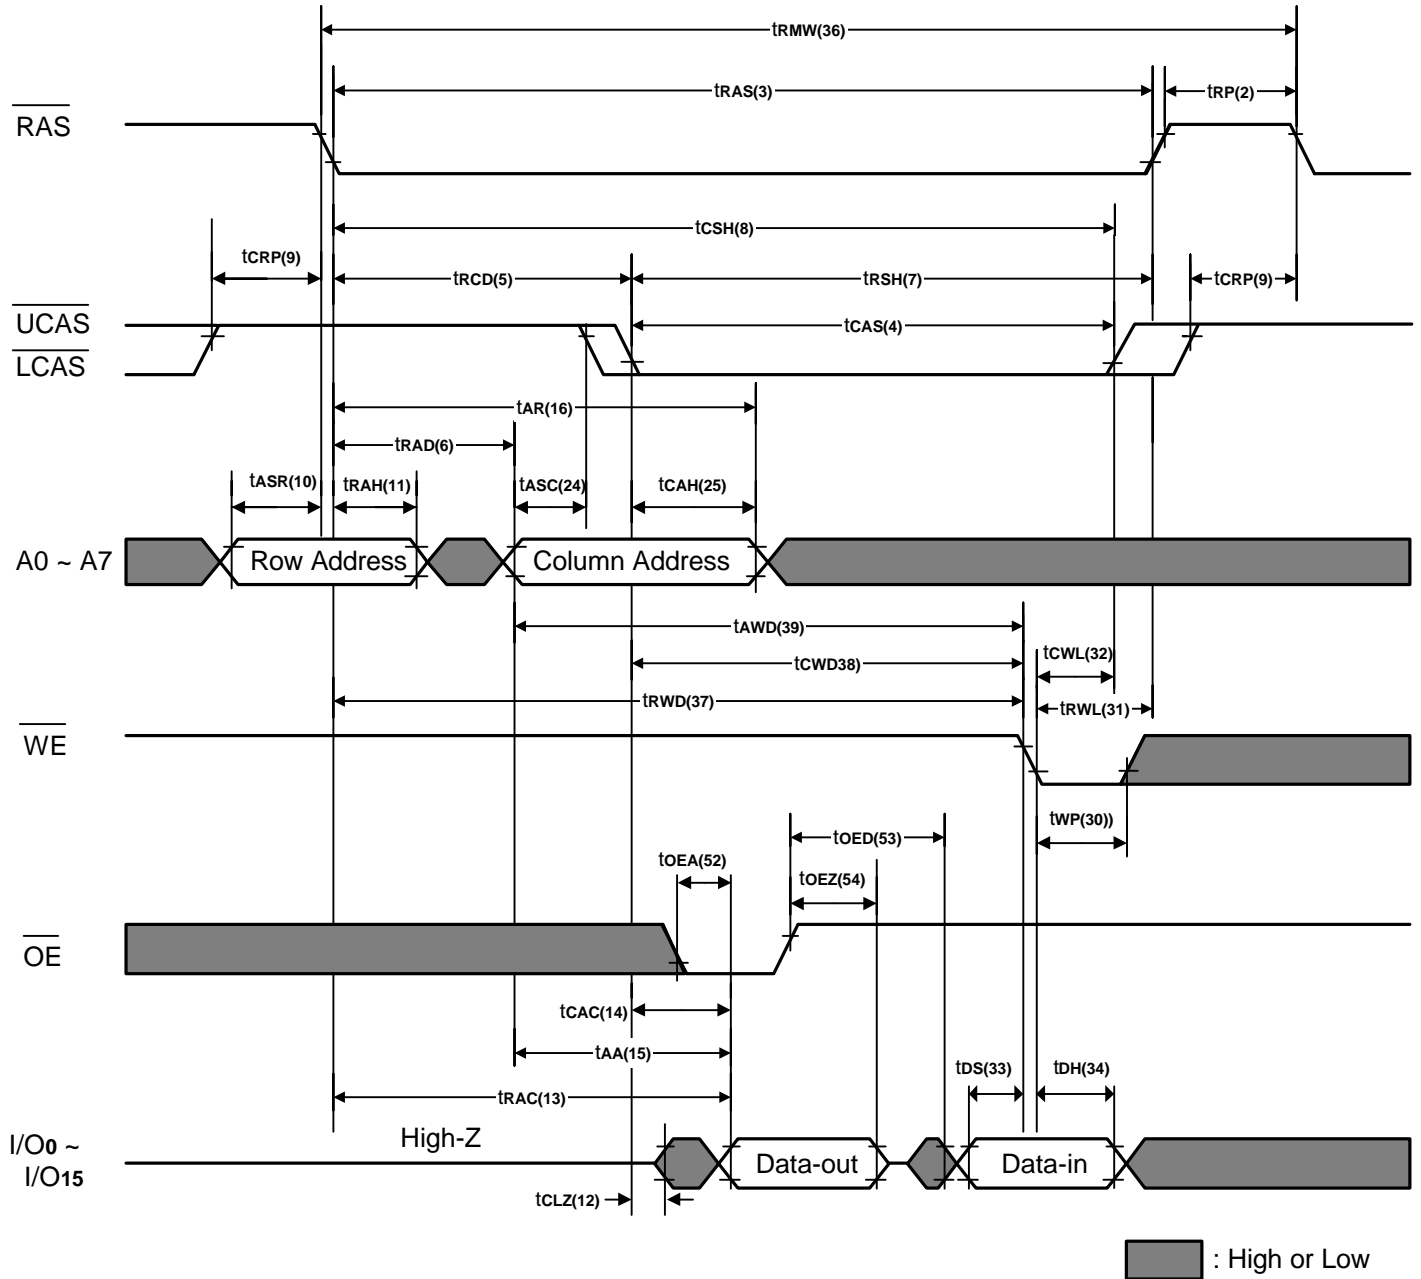 tRMW(36)
tRAS(3)
tRP(2)
RAS
tCSH(8)
tCRP(9)
tRCD(5)
tRSH(7)
tCRP(9)
UCAS
tCAS(4)
LCAS
tAR(16)
tRAD(6)
tASR(10)
tRAH(11)
tASC(24)
tCAH(25)
A0 ~ A7
Row Address
Column Address
tAWD(39)
tCWD38)
tCWL(32)
tRWD(37)
tRWL(31)
WE
tWP(30))
tOED(53)
tOEA(52)
tOEZ(54)
OE
tCAC(14)
tAA(15)
tDS(33)
tDH(34)
tRAC(13)
High-Z
I/O0 ~
I/O15
Data-out
Data-in
tCLZ(12)
: High or Low